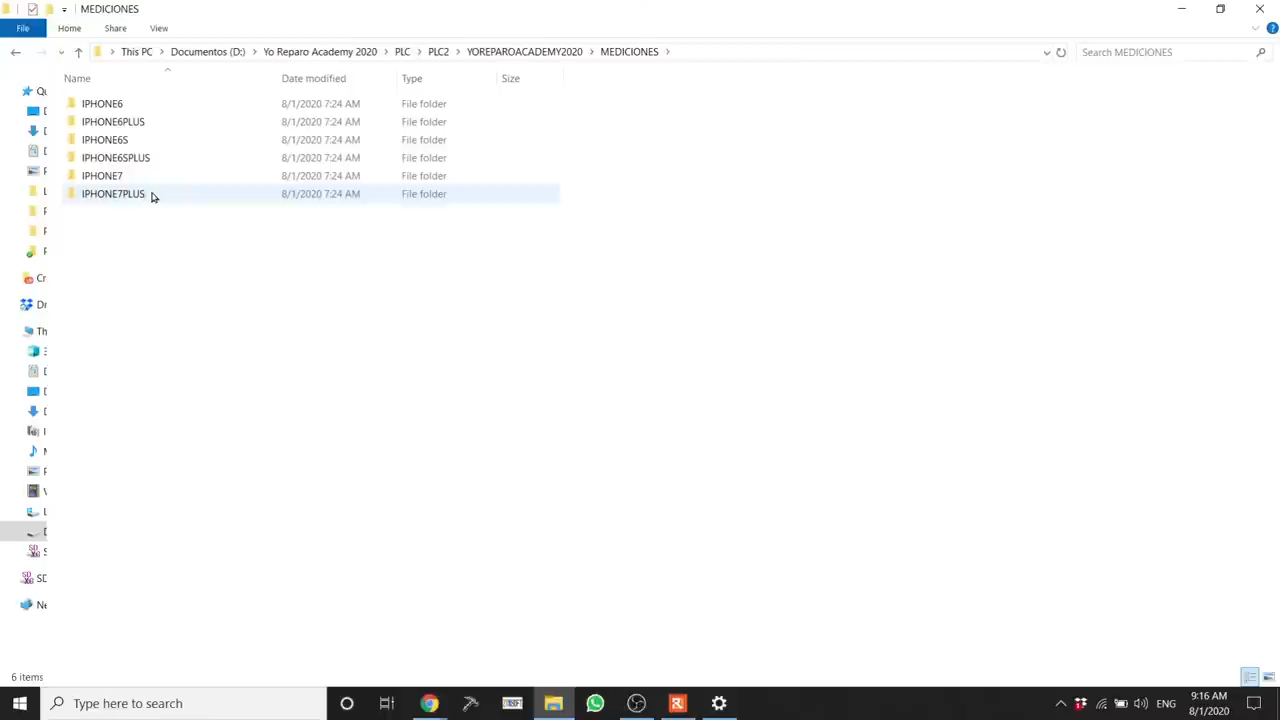 MEDICIONES
File Home Share View
This PC Documentos (D:) Yo Reparo Academy 2020 PLC PLC2 YOREPAROACADEMY2020 MEDICIONES Search MEDICIONES
Name Date modified Type Size
IPHONE6 8/1/2020 7:24 AM File folder
IPHONE6PLUS 8/1/2020 7:24 AM File folder
IPHONE6S 8/1/2020 7:24 AM File folder
IPHONE6SPLUS 8/1/2020 7:24 AM File folder
IPHONE7 8/1/2020 7:24 AM File folder
IPHONE7PLUS 8/1/2020 7:24 AM File folder
Qu
Cr
Th
SD
6 items
Type here to search
ENG
9:16 AM
8/1/2020